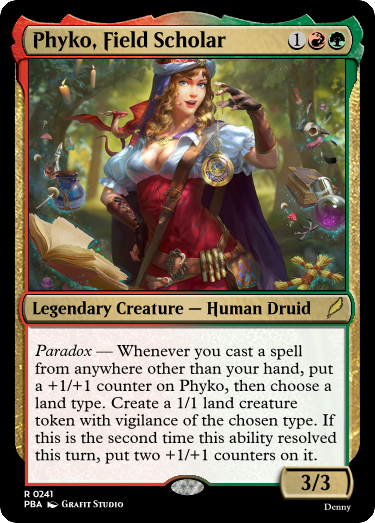 Phyko, Field Scholar 1
Legendary Creature — Human Druid
Paradox — Whenever you cast a spell
from anywhere other than your hand, put
a +1/+1 counter on Phyko, then choose a
land type. Create a 1/1 land creature
token with vigilance of the chosen type. If
this is the second time this ability resolved
this turn, put two +1/+1 counters on it.
3/3
R 0241
PBA Grafit Studio
Denny